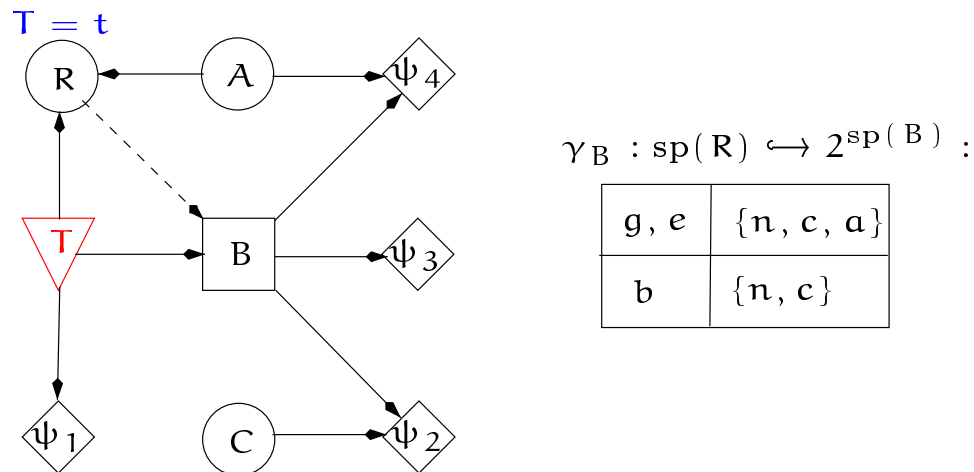 T = t
R A ψ4
γB : sp(R) ↪ 2^sp(B) :
g, e {n, c, a}
T B ψ3
b {n, c}
ψ1 C ψ2